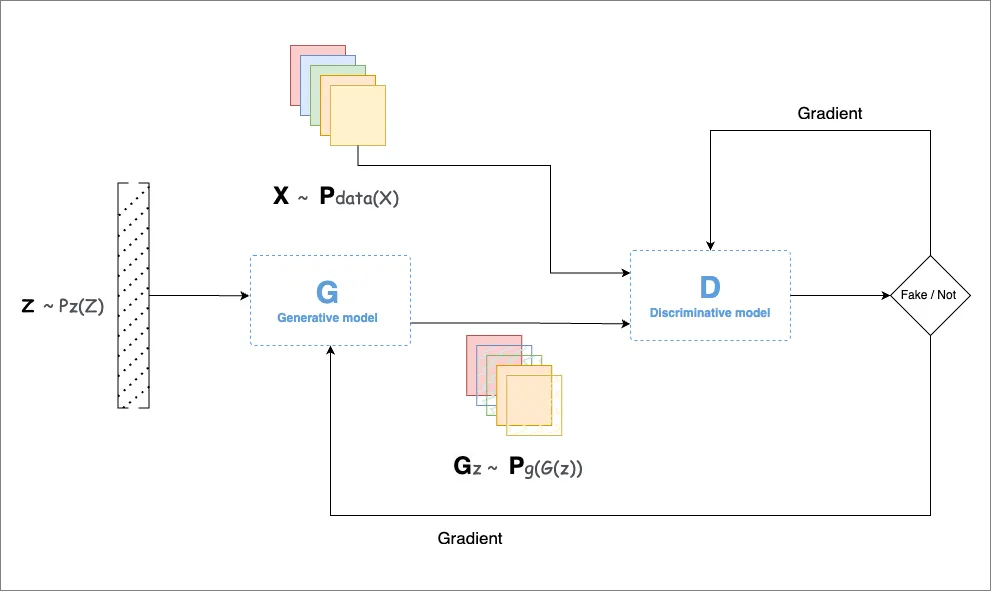 Gradient
X ~ Pdata(X)
Z ~ Pz(Z)
G
Generative model
D
Discriminative model
Fake / Not
Gz ~ Pg(G(z))
Gradient